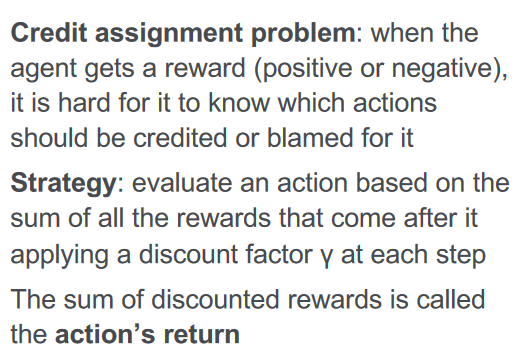 Credit assignment problem: when the
agent gets a reward (positive or negative),
it is hard for it to know which actions
should be credited or blamed for it
Strategy: evaluate an action based on the
sum of all the rewards that come after it
applying a discount factor γ at each step
The sum of discounted rewards is called
the action’s return